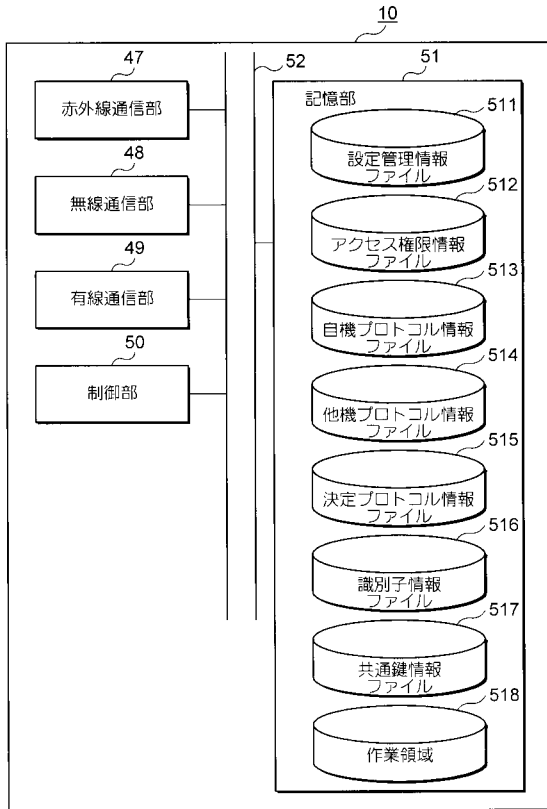 10
47
赤外線通信部
48
無線通信部
49
有線通信部
50
制御部
52
51
記憶部
511
設定管理情報
ファイル
512
アクセス権限情報
ファイル
513
自機プロトコル情報
ファイル
514
他機プロトコル情報
ファイル
515
決定プロトコル情報
ファイル
516
識別子情報
ファイル
517
共通鍵情報
ファイル
518
作業領域